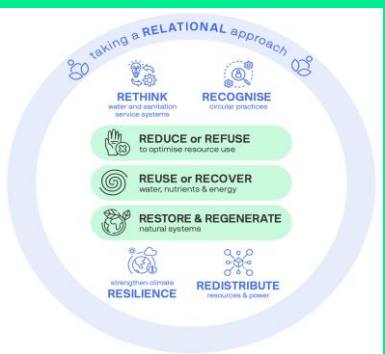 taking a RELATIONAL approach
RETHINK
water and sanitation
service systems
RECOGNISE
circular practices
REDUCE or REFUSE
to optimise resource use
REUSE or RECOVER
water, nutrients & energy
RESTORE & REGENERATE
natural systems
strengthen climate
RESILIENCE
REDISTRIBUTE
resources & power